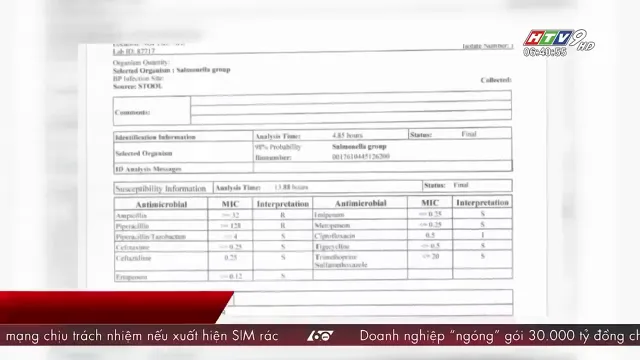 HTV9 HD
06:40:55
Lab ID: 87717
Isolate Number: 1
Organism Quantity:
Selected Organism : Salmonella group
BP Infection Site:
Source: STOOL
Collected:
Comments:
Identification Information Analysis Time: 4.85 hours Status: Final
Selected Organism 98% Probability Salmonella group
Bionumber: 0017610447126200
ID Analysis Messages
Susceptibility Information Analysis Time: 13.88 hours Status: Final
Antimicrobial MIC Interpretation Antimicrobial MIC Interpretation
Ampicillin >= 32 R Imipenem <= 0.25 S
Piperacillin >= 128 R Meropenem <= 0.25 S
Piperacillin/Tazobactam <= 4 S Ciprofloxacin 0.5 I
Cefotaxime <= 0.25 S Tigecycline <= 0.5 S
Ceftazidime 0.25 S Trimethoprim/ <= 20 S
Sulfamethoxazole
Ertapenem <= 0.12 S
mạng chịu trách nhiệm nếu xuất hiện SIM rác
Doanh nghiệp “ngóng” gói 30.000 tỷ đồng